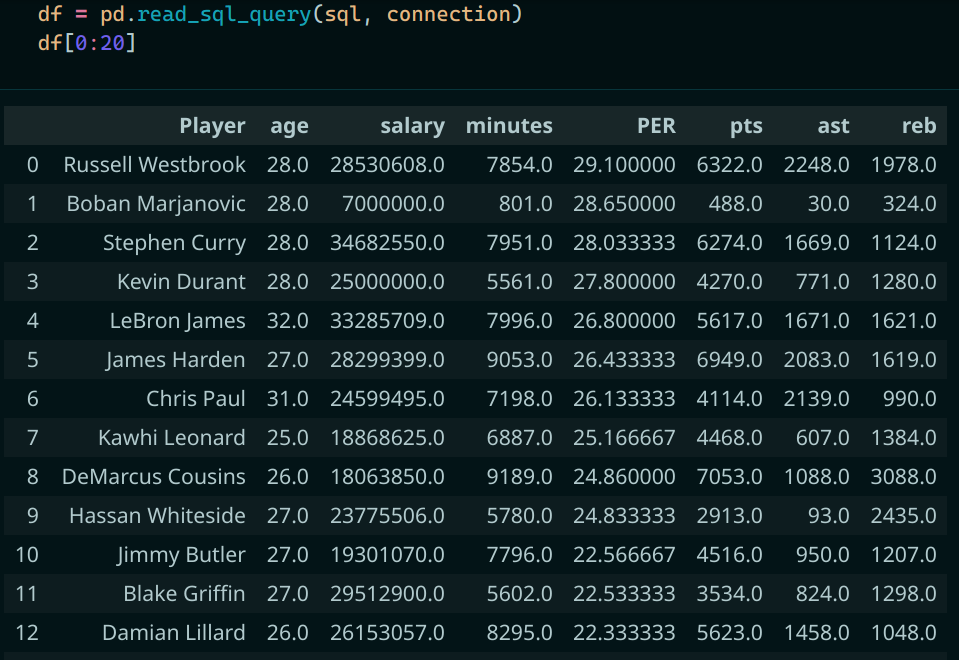 df = pd.read_sql_query(sql, connection)
df[0:20]
Player age salary minutes PER pts ast reb
0 Russell Westbrook 28.0 28530608.0 7854.0 29.100000 6322.0 2248.0 1978.0
1 Boban Marjanovic 28.0 7000000.0 801.0 28.650000 488.0 30.0 324.0
2 Stephen Curry 28.0 34682550.0 7951.0 28.033333 6274.0 1669.0 1124.0
3 Kevin Durant 28.0 25000000.0 5561.0 27.800000 4270.0 771.0 1280.0
4 LeBron James 32.0 33285709.0 7996.0 26.800000 5617.0 1671.0 1621.0
5 James Harden 27.0 28299399.0 9053.0 26.433333 6949.0 2083.0 1619.0
6 Chris Paul 31.0 24599495.0 7198.0 26.133333 4114.0 2139.0 990.0
7 Kawhi Leonard 25.0 18868625.0 6887.0 25.166667 4468.0 607.0 1384.0
8 DeMarcus Cousins 26.0 18063850.0 9189.0 24.860000 7053.0 1088.0 3088.0
9 Hassan Whiteside 27.0 23775506.0 5780.0 24.833333 2913.0 93.0 2435.0
10 Jimmy Butler 27.0 19301070.0 7796.0 22.566667 4516.0 950.0 1207.0
11 Blake Griffin 27.0 29512900.0 5602.0 22.533333 3534.0 824.0 1298.0
12 Damian Lillard 26.0 26153057.0 8295.0 22.333333 5623.0 1458.0 1048.0